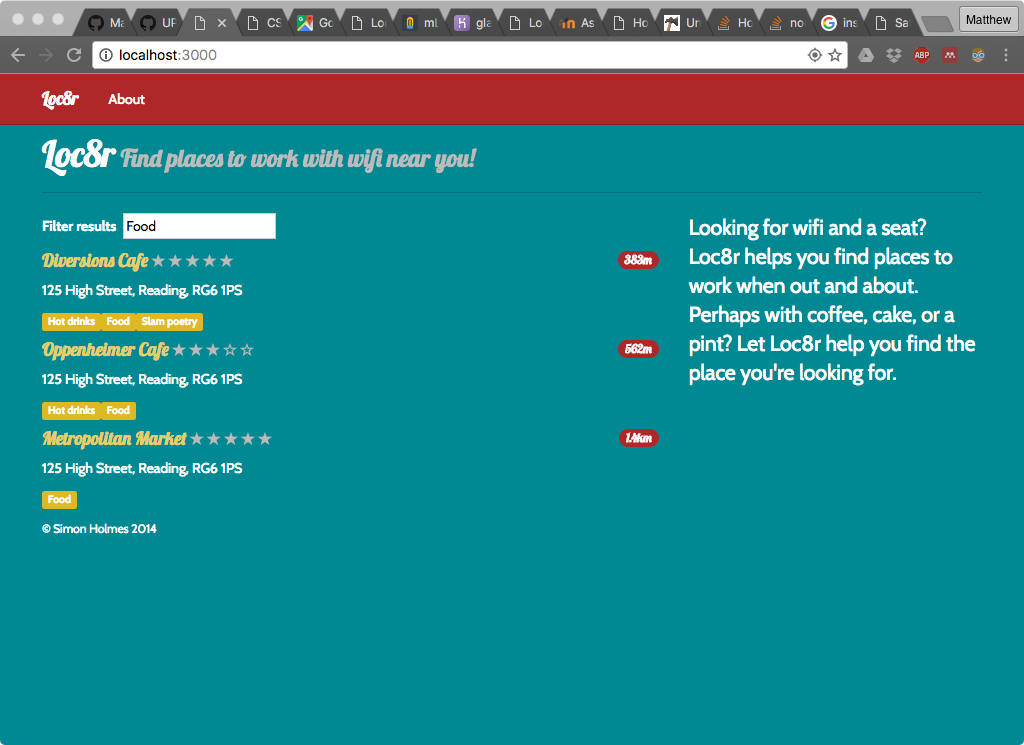 Ma
UP
CS
Go
Lo
mL
gla
Lo
As
Ho
Un
Ho
no
ins
Sa
Matthew
localhost:3000
ABP
Loc8r
About
Loc8r Find places to work with wifi near you!
Filter results Food
Diversions Cafe ★★★★★ 383m
125 High Street, Reading, RG6 1PS
Hot drinks Food Slam poetry
Oppenheimer Cafe ★★★☆☆ 562m
125 High Street, Reading, RG6 1PS
Hot drinks Food
Metropolitan Market ★★★★★ 1.4km
125 High Street, Reading, RG6 1PS
Food
© Simon Holmes 2014
Looking for wifi and a seat?
Loc8r helps you find places to
work when out and about.
Perhaps with coffee, cake, or a
pint? Let Loc8r help you find the
place you're looking for.